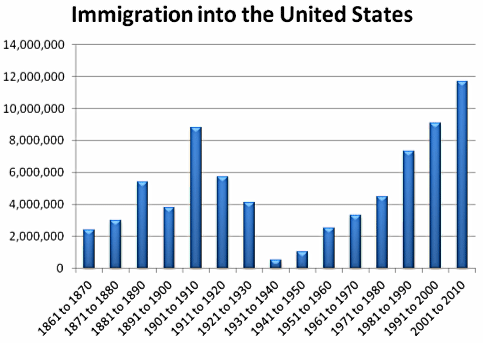 Immigration into the United States
14,000,000
12,000,000
10,000,000
8,000,000
6,000,000
4,000,000
2,000,000
0
1861 to 1870
1871 to 1880
1881 to 1890
1891 to 1900
1901 to 1910
1911 to 1920
1921 to 1930
1931 to 1940
1941 to 1950
1951 to 1960
1961 to 1970
1971 to 1980
1981 to 1990
1991 to 2000
2001 to 2010